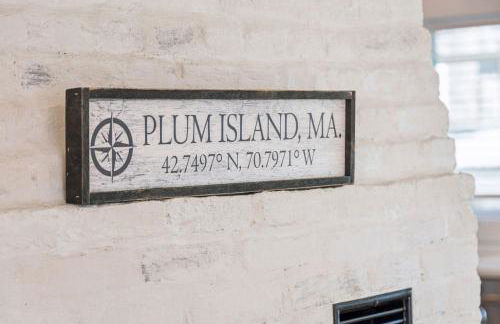 PLUM ISLAND, MA.
42.7497° N, 70.7971° W